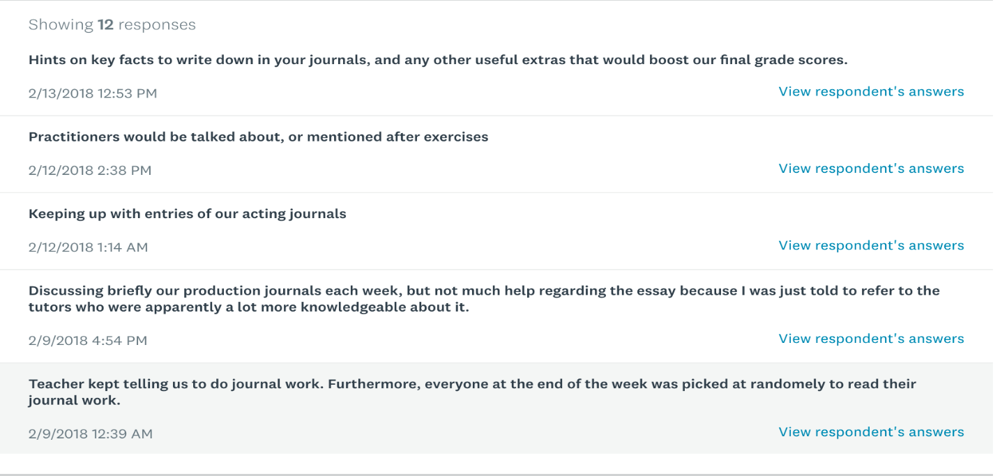 Showing 12 responses
Hints on key facts to write down in your journals, and any other useful extras that would boost our final grade scores.
2/13/2018 12:53 PM
View respondent's answers
Practitioners would be talked about, or mentioned after exercises
2/12/2018 2:38 PM
View respondent's answers
Keeping up with entries of our acting journals
2/12/2018 1:14 AM
View respondent's answers
Discussing briefly our production journals each week, but not much help regarding the essay because I was just told to refer to the
tutors who were apparently a lot more knowledgeable about it.
2/9/2018 4:54 PM
View respondent's answers
Teacher kept telling us to do journal work. Furthermore, everyone at the end of the week was picked at randomely to read their
journal work.
2/9/2018 12:39 AM
View respondent's answers